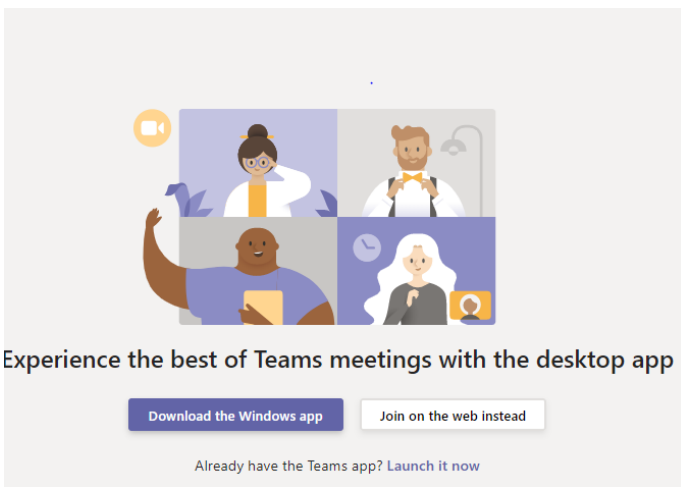 Experience the best of Teams meetings with the desktop app
Download the Windows app
Join on the web instead
Already have the Teams app? Launch it now